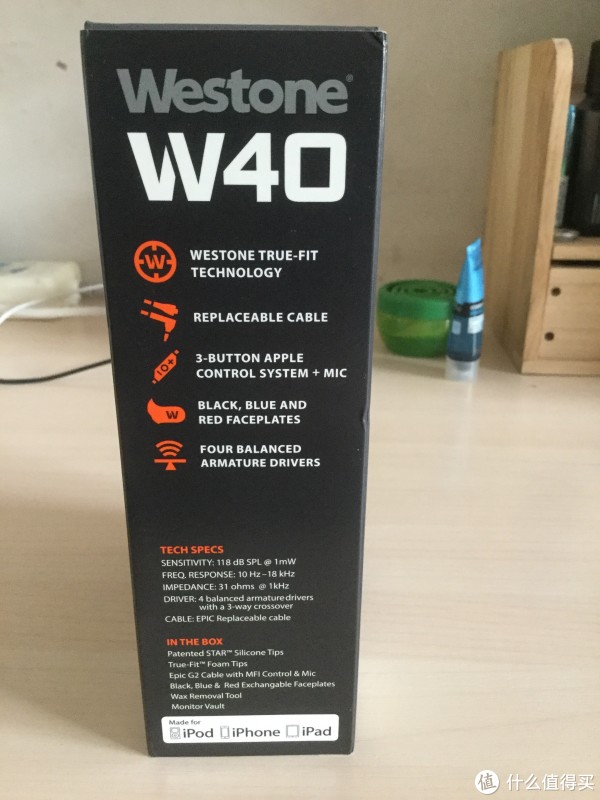 Westone®
W40
W
WESTONE TRUE-FIT
TECHNOLOGY
REPLACEABLE CABLE
3-BUTTON APPLE
CONTROL SYSTEM + MIC
W
BLACK, BLUE AND
RED FACEPLATES
FOUR BALANCED
ARMATURE DRIVERS
TECH SPECS
SENSITIVITY: 118 dB SPL @ 1mW
FREQ. RESPONSE: 10 Hz – 18 kHz
IMPEDANCE: 31 ohms @ 1kHz
DRIVER: 4 balanced armature drivers
with a 3-way crossover
CABLE: EPIC Replaceable cable
IN THE BOX
Patented STAR™ Silicone Tips
True-Fit™ Foam Tips
Epic G2 Cable with MFI Control & Mic
Black, Blue & Red Exchangable Faceplates
Wax Removal Tool
Monitor Vault
Made for
iPod iPhone iPad
值 什么值得买